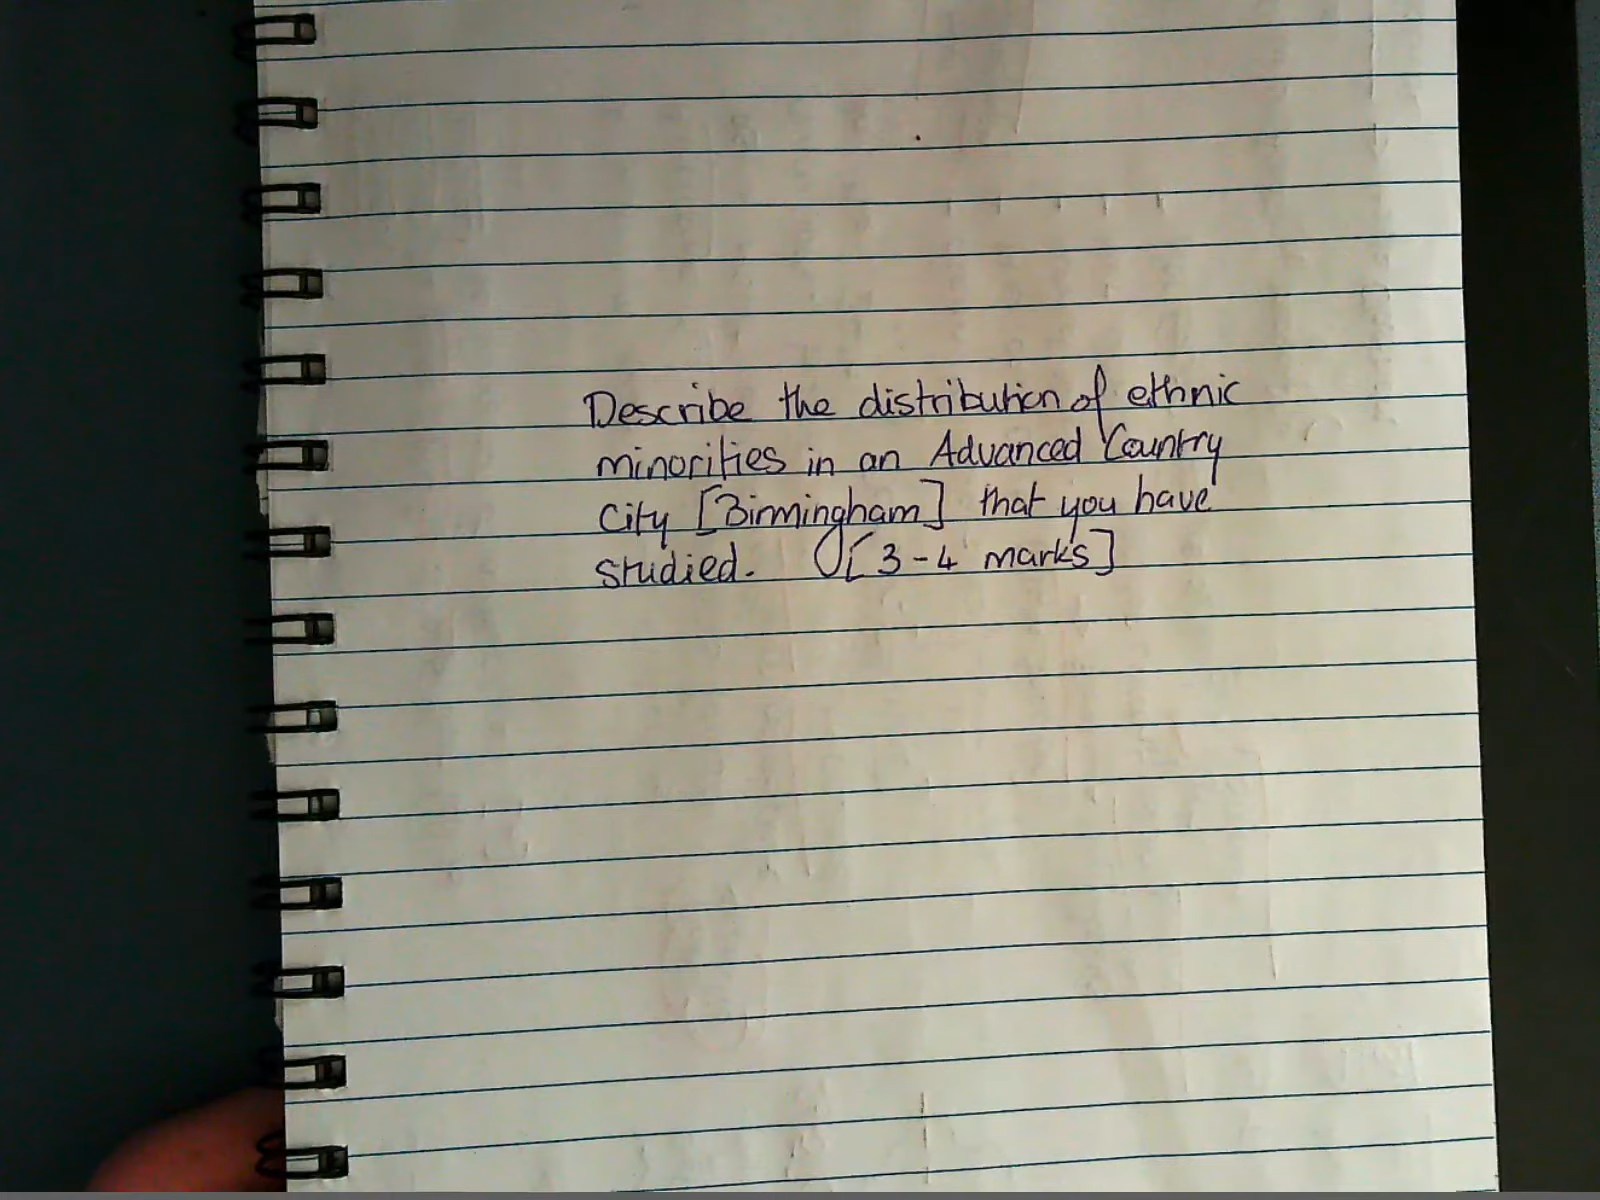 Describe the distribution of ethnic
minorities in an Advanced Country
City [Birmingham] that you have
studied. [3-4 marks]